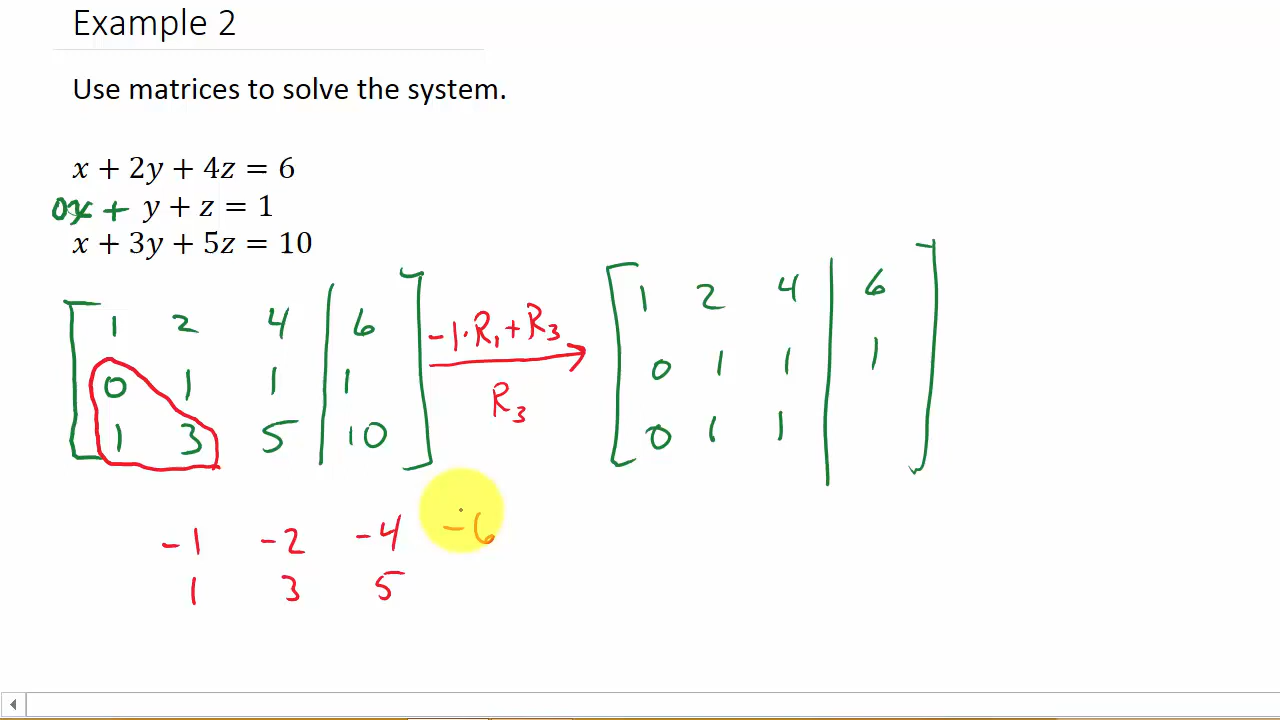 Example 2
Use matrices to solve the system.
x + 2y + 4z = 6
0x + y + z = 1
x + 3y + 5z = 10
1 2 4 | 6
0 1 1 | 1
1 3 5 | 10
-1·R₁+R₃
R₃
1 2 4 | 6
0 1 1 | 1
0 1 1 |
-1 -2 -4 -6
1 3 5